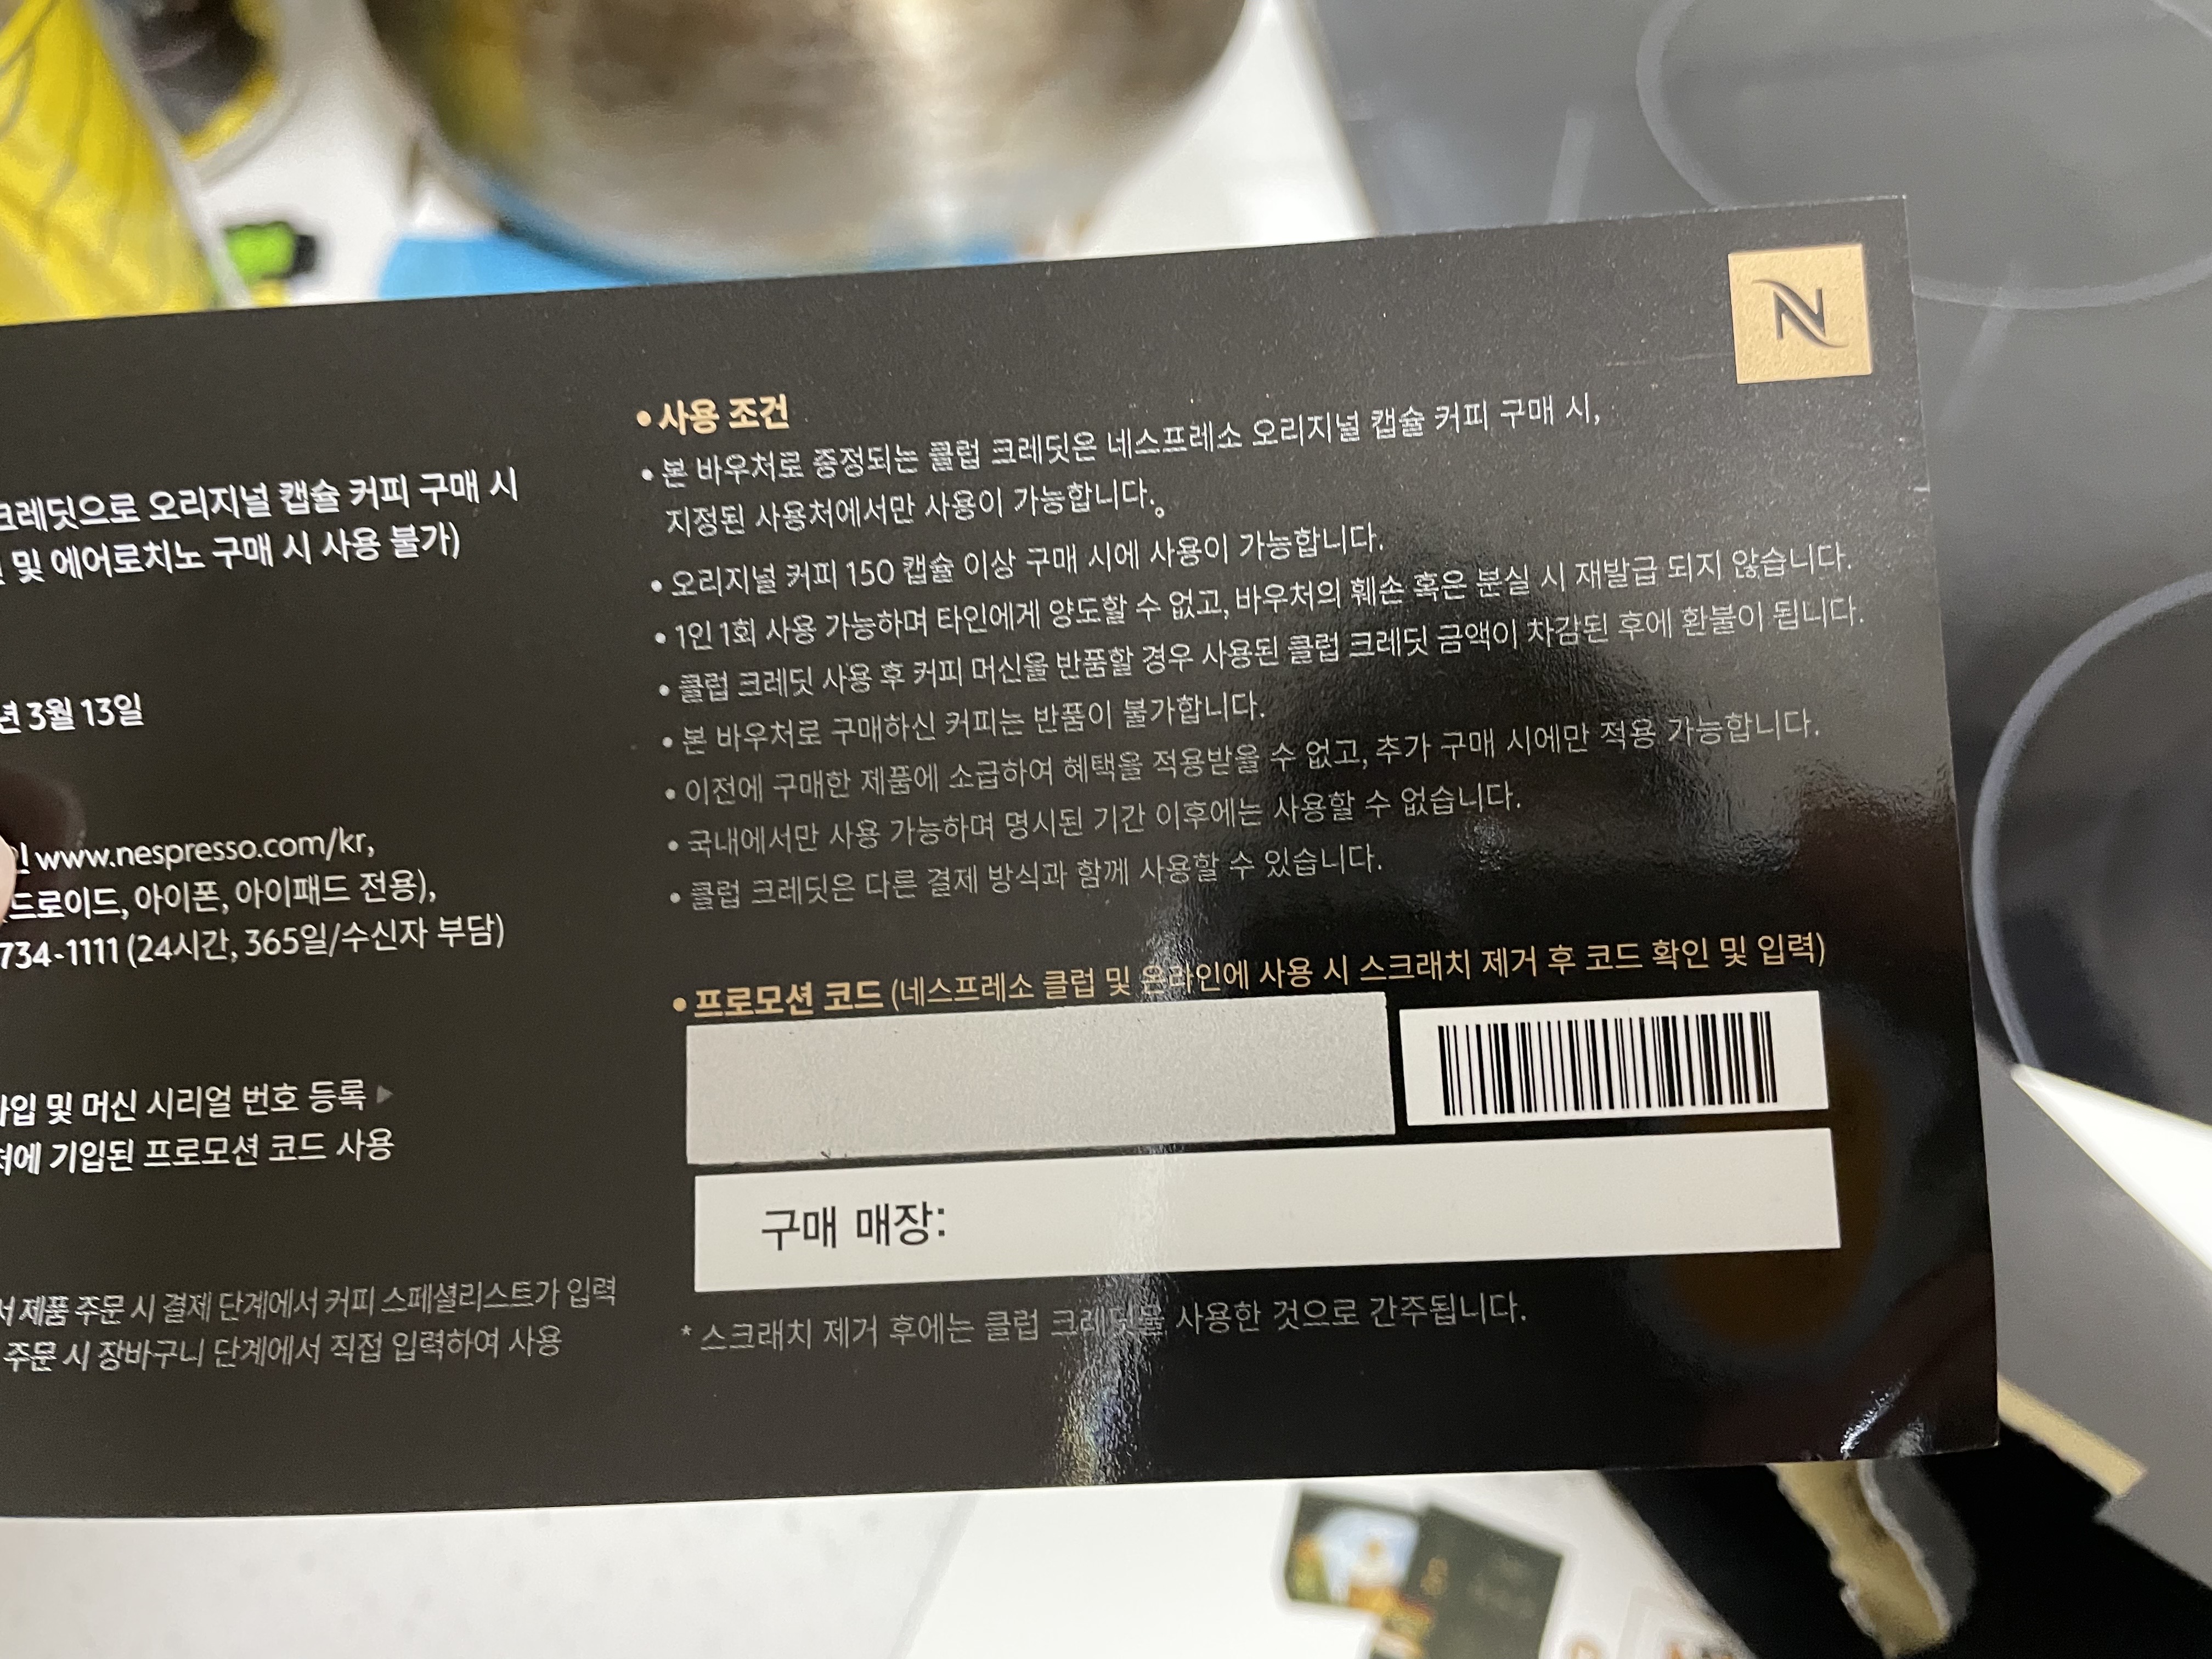 크레딧으로 오리지널 캡슐 커피 구매 시
및 에어로치노 구매 시 사용 불가)
년 3월 13일
www.nespresso.com/kr,
드로이드, 아이폰, 아이패드 전용),
734-1111 (24시간, 365일/수신자 부담)
가입 및 머신 시리얼 번호 등록 ▶
처에 기입된 프로모션 코드 사용
서 제품 주문 시 결제 단계에서 커피 스페셜리스트가 입력
주문 시 장바구니 단계에서 직접 입력하여 사용
N
• 사용 조건
• 본 바우처로 증정되는 클럽 크레딧은 네스프레소 오리지널 캡슐 커피 구매 시,
지정된 사용처에서만 사용이 가능합니다.。
• 오리지널 커피 150 캡슐 이상 구매 시에 사용이 가능합니다.
• 1인 1회 사용 가능하며 타인에게 양도할 수 없고, 바우처의 훼손 혹은 분실 시 재발급 되지 않습니다.
• 클럽 크레딧 사용 후 커피 머신을 반품할 경우 사용된 클럽 크레딧 금액이 차감된 후에 환불이 됩니다.
• 본 바우처로 구매하신 커피는 반품이 불가합니다.
• 이전에 구매한 제품에 소급하여 혜택을 적용받을 수 없고, 추가 구매 시에만 적용 가능합니다.
• 국내에서만 사용 가능하며 명시된 기간 이후에는 사용할 수 없습니다.
• 클럽 크레딧은 다른 결제 방식과 함께 사용할 수 있습니다.
• 프로모션 코드 (네스프레소 클럽 및 온라인에 사용 시 스크래치 제거 후 코드 확인 및 입력)
구매 매장:
* 스크래치 제거 후에는 클럽 크레딧을 사용한 것으로 간주됩니다.